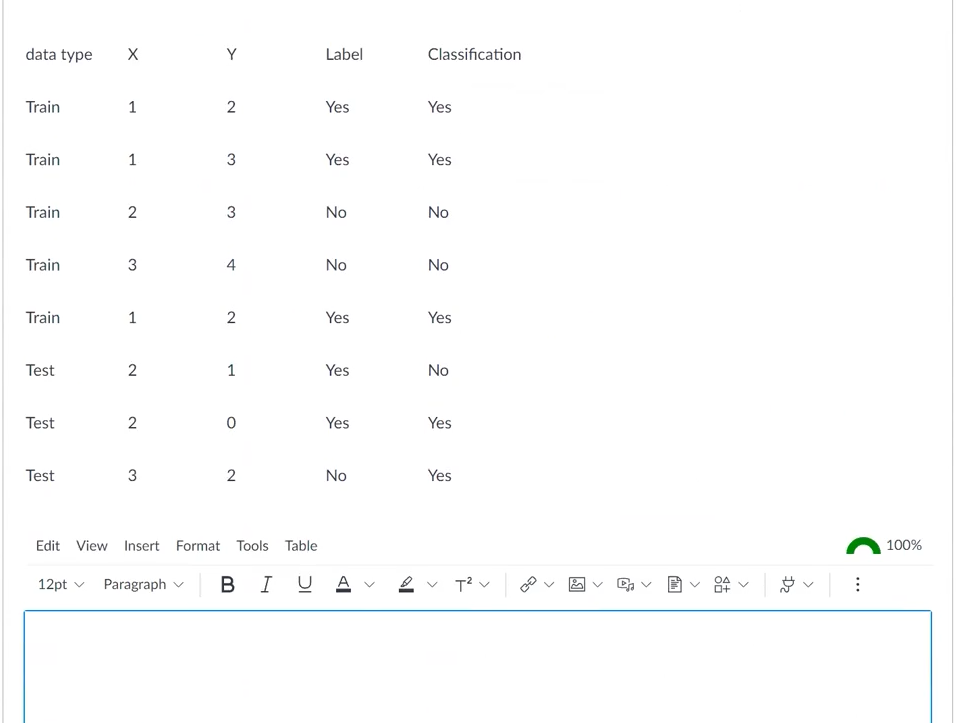 data type X Y Label Classification
Train 1 2 Yes Yes
Train 1 3 Yes Yes
Train 2 3 No No
Train 3 4 No No
Train 1 2 Yes Yes
Test 2 1 Yes No
Test 2 0 Yes Yes
Test 3 2 No Yes
Edit View Insert Format Tools Table 100%
12pt Paragraph B I U A T²